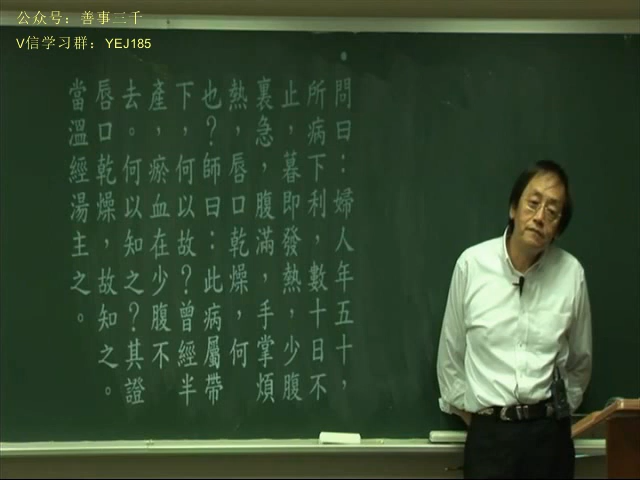 公众号：善事三千
V信学习群：YEJ185
問曰：婦人年五十，
所病下利，數十日不
止，暮即發熱，少腹
裏急，腹滿，手掌煩
熱，唇口乾燥，何
也？師曰：此病屬帶
下，何以故？曾經半
產，瘀血在少腹不
去。何以知之？其證
唇口乾燥，故知之。
當溫經湯主之。